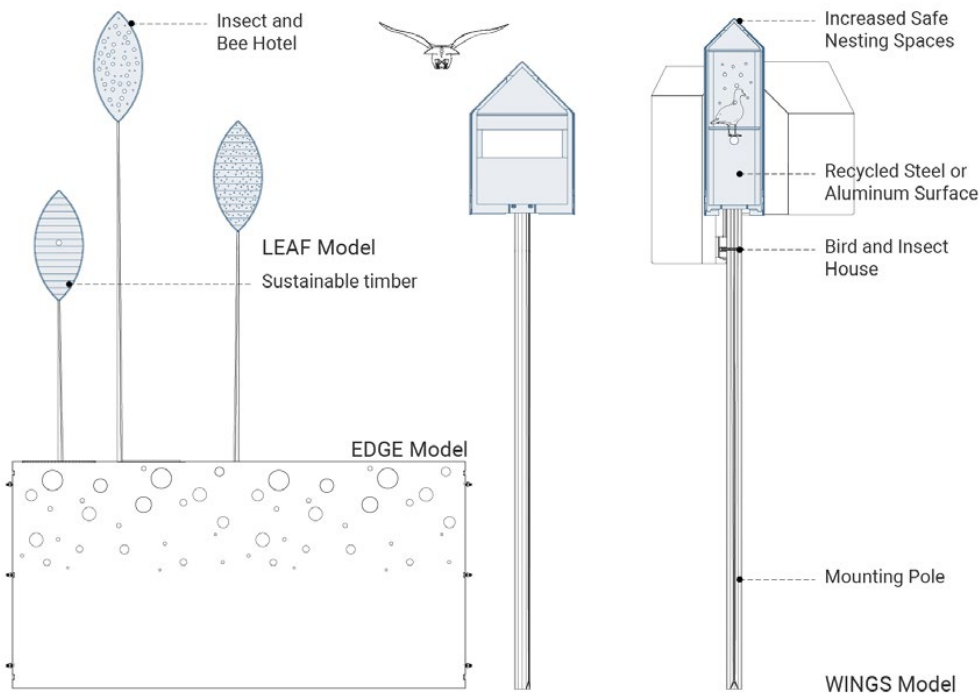 Insect and
Bee Hotel
LEAF Model
Sustainable timber
EDGE Model
Increased Safe
Nesting Spaces
Recycled Steel or
Aluminum Surface
Bird and Insect
House
Mounting Pole
WINGS Model